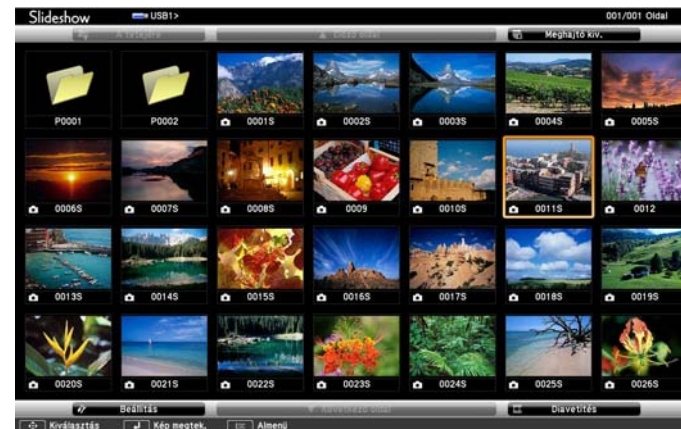 Slideshow USB1> 001/001 Oldal
A tetejére Előző oldal Meghajtó kiv.
P0001 P0002 0001S 0002S 0003S 0004S 0005S
0006S 0007S 0008S 0009 0010S 0011S 0012
0013S 0014S 0015S 0016S 0017S 0018S 0019S
0020S 0021S 0022S 0023S 0024S 0025S 0026S
Beállítás Következő oldal Diavetítés
Kiválasztás Kép megtek. Esc Almenü